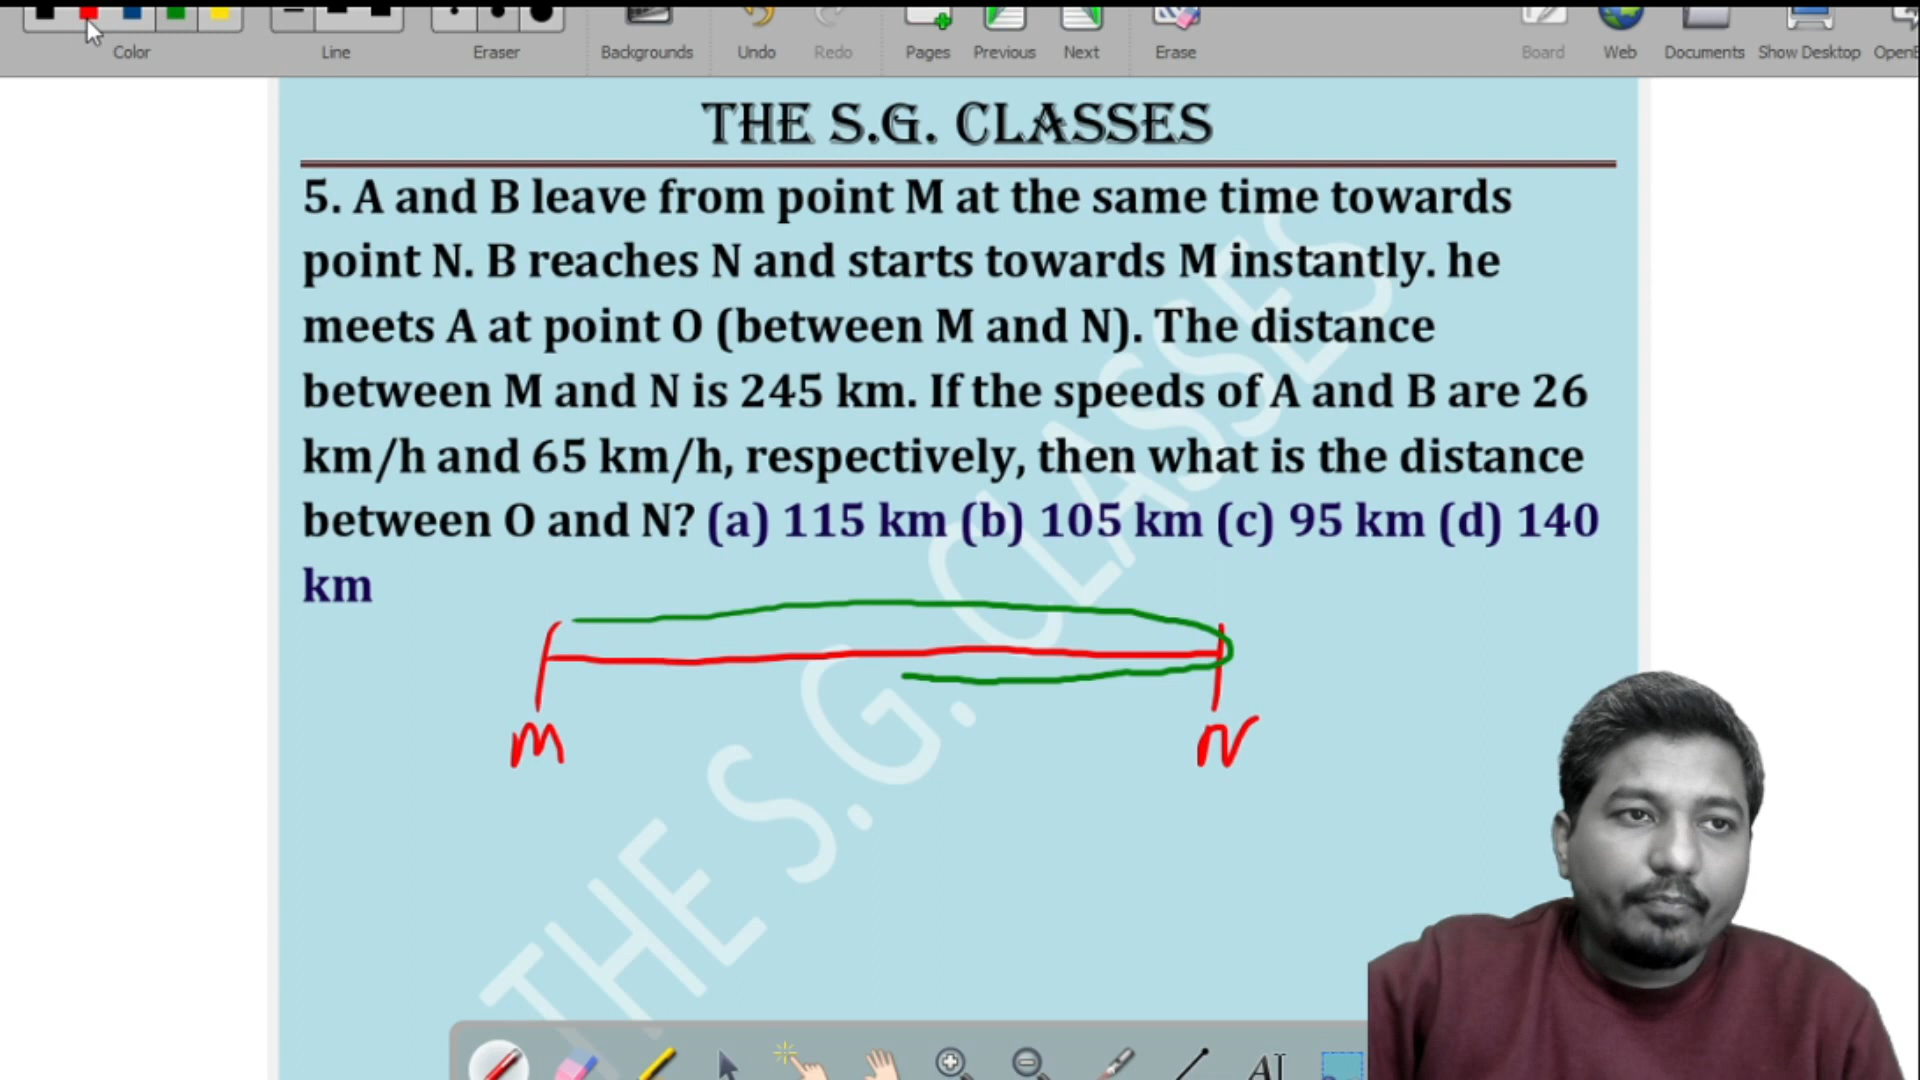 Color Line Eraser Backgrounds Undo Redo Pages Previous Next Erase Board Web Documents Show Desktop
THE S.G. CLASSES
5. A and B leave from point M at the same time towards
point N. B reaches N and starts towards M instantly. he
meets A at point O (between M and N). The distance
between M and N is 245 km. If the speeds of A and B are 26
km/h and 65 km/h, respectively, then what is the distance
between O and N? (a) 115 km (b) 105 km (c) 95 km (d) 140
km
M N
THE S.G. CLASSES
AI